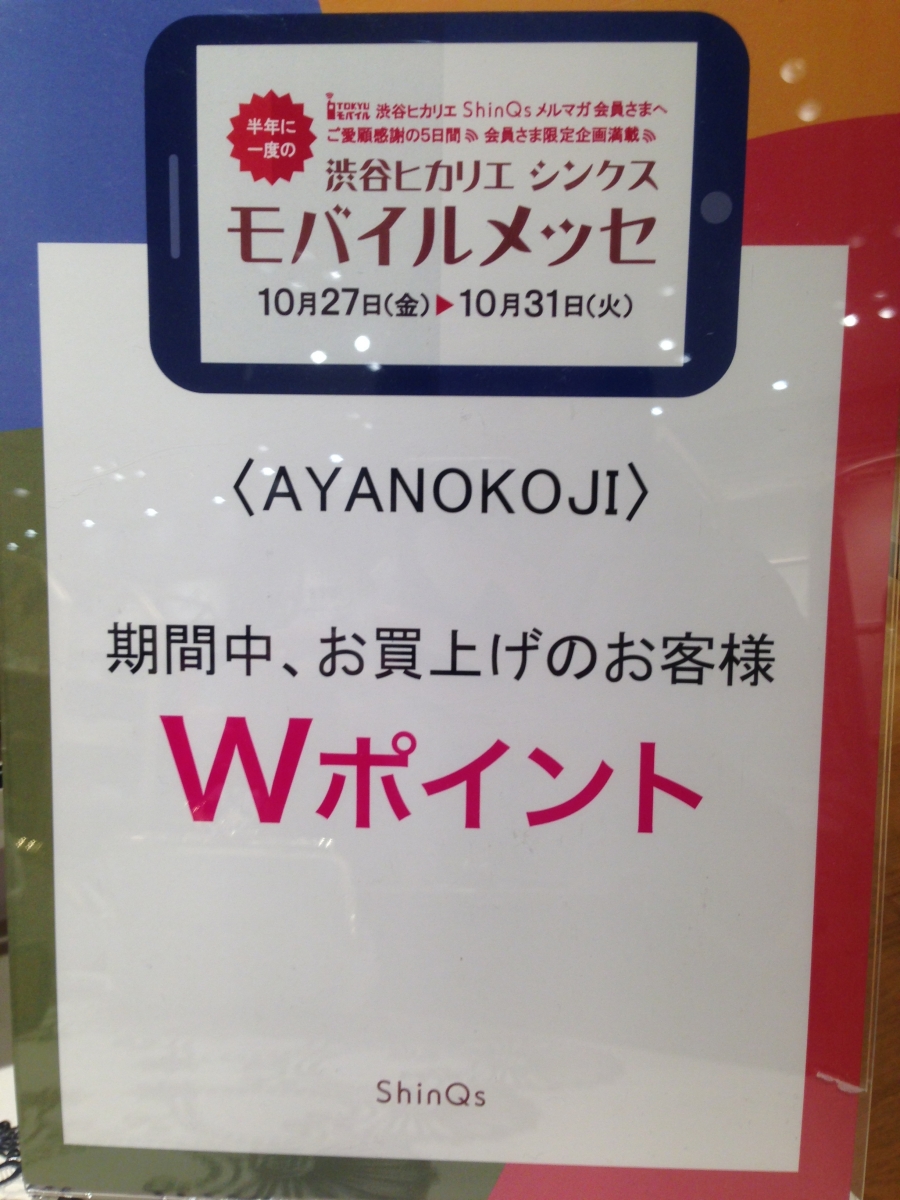 半年に
一度の
TOKYU
モバイル
渋谷ヒカリエ ShinQs メルマガ 会員さまへ
ご愛顧感謝の5日間 会員さま限定企画満載
渋谷ヒカリエ シンクス
モバイルメッセ
10月27日(金)▶10月31日(火)
〈AYANOKOJI〉
期間中、お買上げのお客様
Wポイント
ShinQs